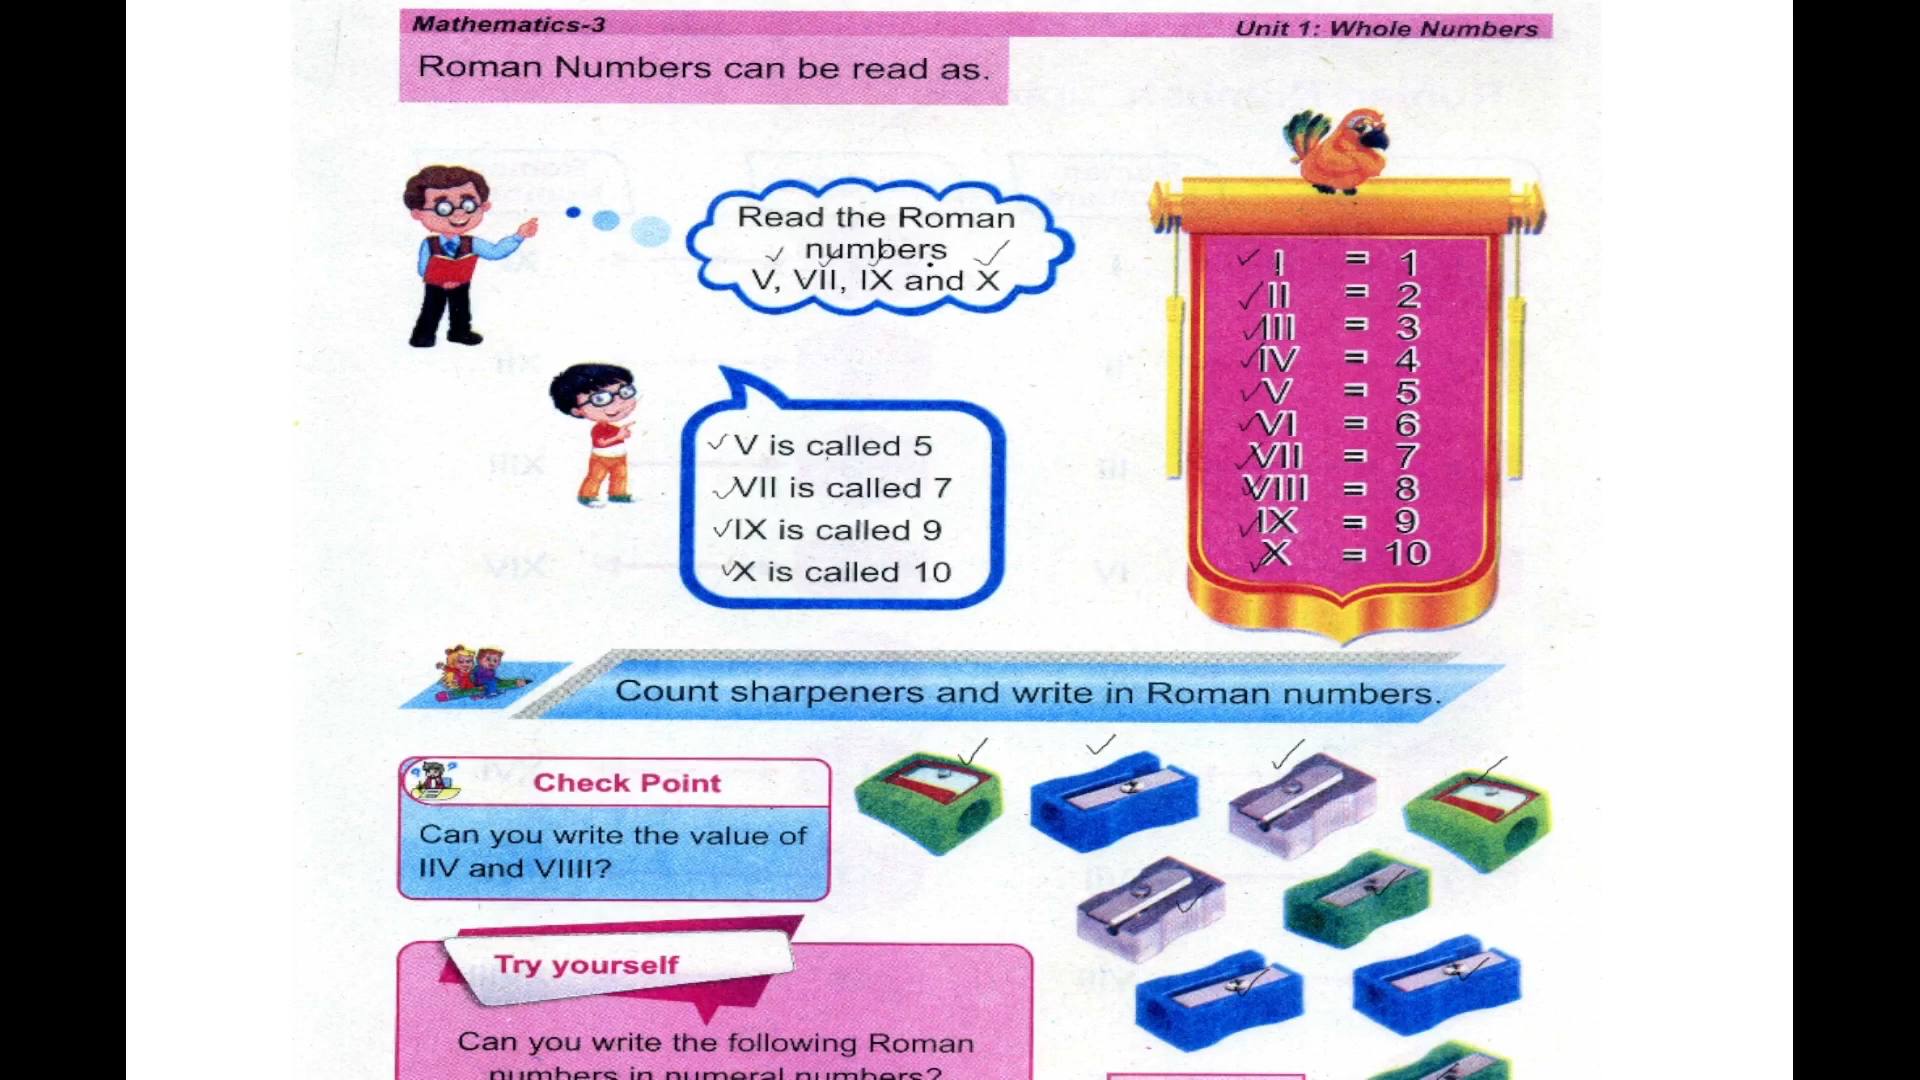 Mathematics-3
Unit 1: Whole Numbers
Roman Numbers can be read as.
Read the Roman
numbers
V, VII, IX and X
V is called 5
VII is called 7
IX is called 9
X is called 10
I = 1
II = 2
III = 3
IV = 4
V = 5
VI = 6
VII = 7
VIII = 8
IX = 9
X = 10
Count sharpeners and write in Roman numbers.
Check Point
Can you write the value of
IIV and VIIII?
Try yourself
Can you write the following Roman
numbers in numeral numbers?